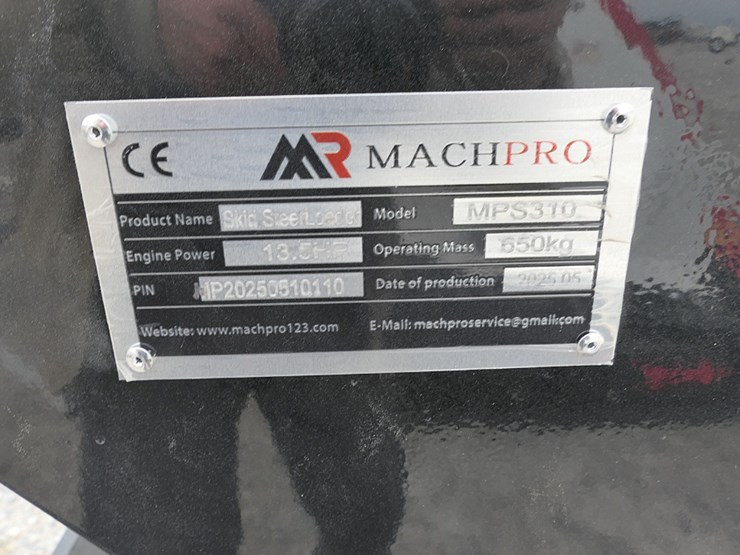 CE MR MACHPRO
Product Name Skid Steer Loader Model MPS310
Engine Power 13.5HP Operating Mass 650kg
PIN MP20250510110 Date of production 2025.05
Website: www.machpro123.com E-Mail: machproservice@gmail.com